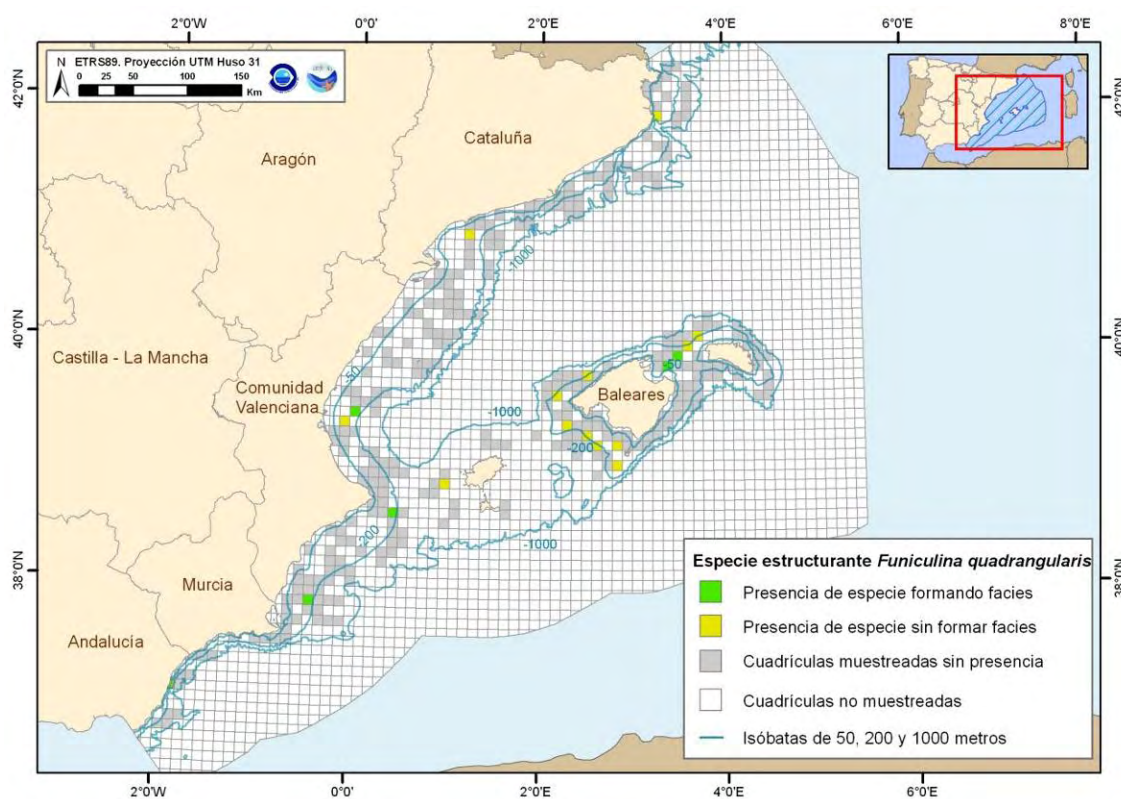 2°0'W
0°0'
2°0'E
4°0'E
6°0'E
8°0'E
ETRS89. Proyección UTM Huso 31
0 25 50 100 150
Km
42°0'N
42°0'N
Cataluña
Aragón
-1000
40°0'N
40°0'N
Castilla - La Mancha
-50
-50
Comunidad
Valenciana
Baleares
-1000
-200
-200
-1000
38°0'N
38°0'N
Murcia
Andalucía
Especie estructurante Funiculina quadrangularis
Presencia de especie formando facies
Presencia de especie sin formar facies
Cuadrículas muestreadas sin presencia
Cuadrículas no muestreadas
Isóbatas de 50, 200 y 1000 metros
2°0'W
0°0'
2°0'E
4°0'E
6°0'E